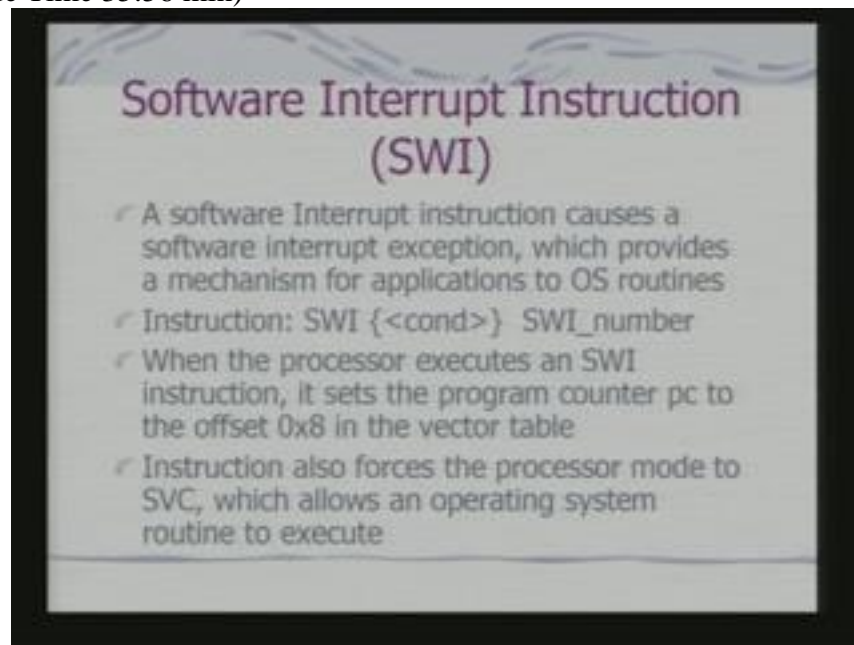 Software Interrupt Instruction
(SWI)
A software Interrupt instruction causes a
software interrupt exception, which provides
a mechanism for applications to OS routines
Instruction: SWI {<cond>} SWI_number
When the processor executes an SWI
instruction, it sets the program counter pc to
the offset 0x8 in the vector table
Instruction also forces the processor mode to
SVC, which allows an operating system
routine to execute